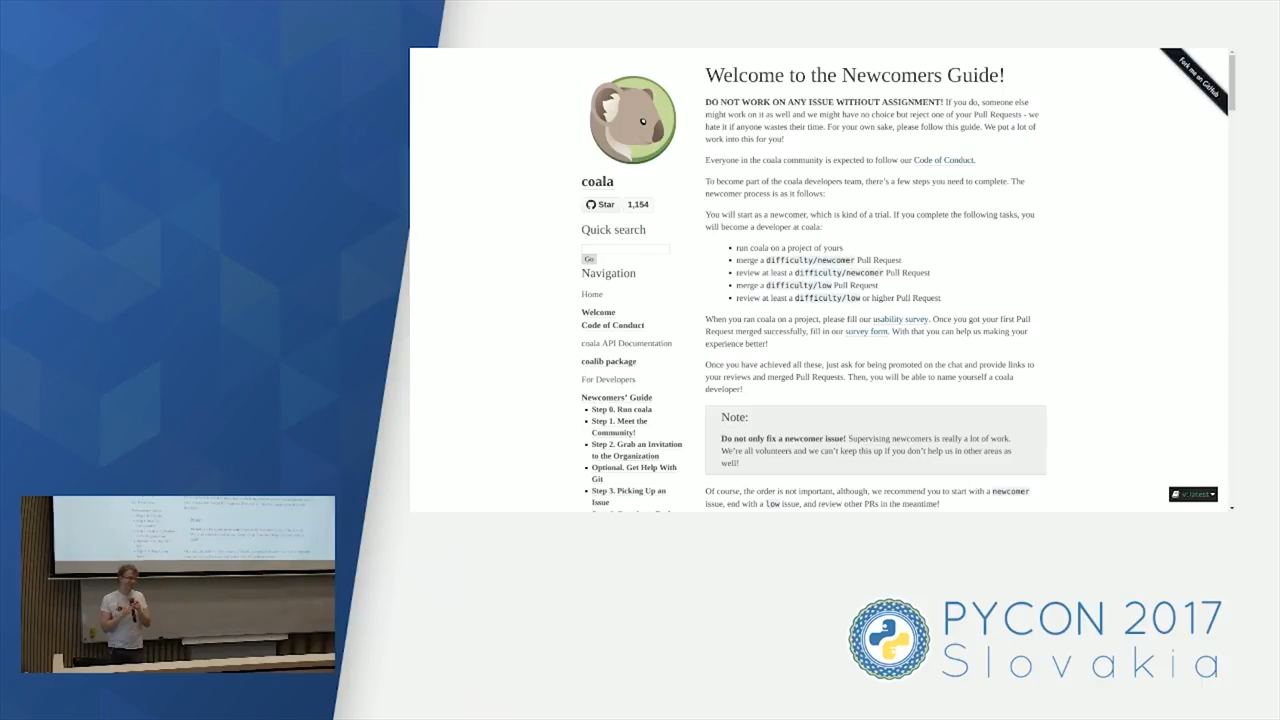 Welcome to the Newcomers Guide!
DO NOT WORK ON ANY ISSUE WITHOUT ASSIGNMENT! If you do, someone else
might work on it as well and we might have no choice but reject one of your Pull Requests - we
hate it if anyone wastes their time. For your own sake, please follow this guide. We put a lot of
work into this for you!
Everyone in the coala community is expected to follow our Code of Conduct.
To become part of the coala developers team, there's a few steps you need to complete. The
newcomer process is as it follows:
You will start as a newcomer, which is kind of a trial. If you complete the following tasks, you
will become a developer at coala:
• run coala on a project of yours
• merge a difficulty/newcomer Pull Request
• review at least a difficulty/newcomer Pull Request
• merge a difficulty/low Pull Request
• review at least a difficulty/low or higher Pull Request
When you ran coala on a project, please fill our usability survey. Once you got your first Pull
Request merged successfully, fill in our survey form. With that you can help us making your
experience better!
Once you have achieved all these, just ask for being promoted on the chat and provide links to
your reviews and merged Pull Requests. Then, you will be able to name yourself a coala
developer!
Note:
Do not only fix a newcomer issue! Supervising newcomers is really a lot of work.
We're all volunteers and we can't keep this up if you don't help us in other areas as
well!
Of course, the order is not important, although, we recommend you to start with a newcomer
issue, end with a low issue, and review other PRs in the meantime!
coala
Star 1,154
Quick search
Go
Navigation
Home
Welcome
Code of Conduct
coala API Documentation
coalib package
For Developers
Newcomers' Guide
• Step 0. Run coala
• Step 1. Meet the
Community!
• Step 2. Grab an Invitation
to the Organization
• Optional. Get Help With
Git
• Step 3. Picking Up an
Issue
Fork me on GitHub
v: latest
PYCON 2017
Slovakia